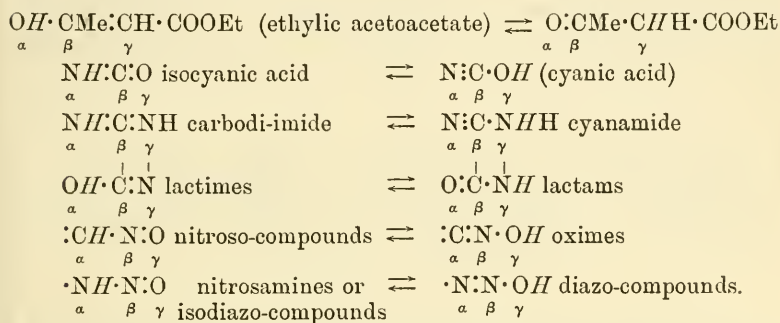 OH·CMe:CH·COOEt (ethylic acetoacetate) ⇌ O:CMe·CHH·COOEt
α β γ α β γ
NH:C:O isocyanic acid ⇌ N⫶C·OH (cyanic acid)
α β γ α β γ
NH:C:NH carbodi-imide ⇌ N⫶C·NHH cyanamide
α β γ α β γ
OH·C:N lactimes ⇌ O:C·NH lactams
α β γ α β γ
:CH·N:O nitroso-compounds ⇌ :C:N·OH oximes
α β γ α β γ
·NH·N:O nitrosamines or ⇌ ·N:N·OH diazo-compounds.
α β γ isodiazo-compounds α β γ